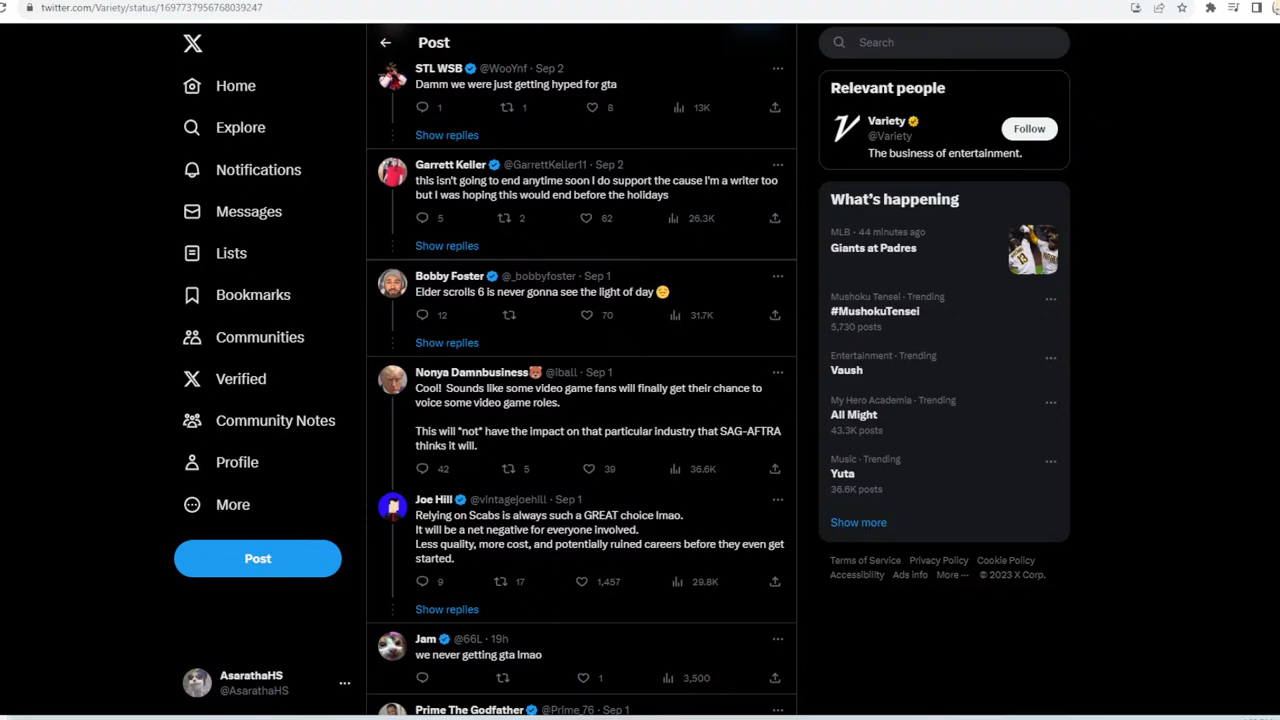 twitter.com/Variety/status/1697737956768039247
Home
Explore
Notifications
Messages
Lists
Bookmarks
Communities
Verified
Community Notes
Profile
More
Post
AsarathaHS
@AsarathaHS
Post
STL WSB @WooYnf · Sep 2
Damm we were just getting hyped for gta
1 1 8 13K
Show replies
Garrett Keller @GarrettKeller11 · Sep 2
this isn't going to end anytime soon I do support the cause I'm a writer too
but I was hoping this would end before the holidays
5 2 62 26.3K
Show replies
Bobby Foster @_bobbyfoster · Sep 1
Elder scrolls 6 is never gonna see the light of day
12 70 31.7K
Show replies
Nonya Damnbusiness @iball · Sep 1
Cool! Sounds like some video game fans will finally get their chance to
voice some video game roles.
This will *not* have the impact on that particular industry that SAG-AFTRA
thinks it will.
42 5 39 36.6K
Joe Hill @vintagejoehill · Sep 1
Relying on Scabs is always such a GREAT choice lmao.
It will be a net negative for everyone involved.
Less quality, more cost, and potentially ruined careers before they even get
started.
9 17 1,457 29.8K
Show replies
Jam @66L · 19h
we never getting gta lmao
1 3,500
Prime The Godfather @Prime_76 · Sep 1
Search
Relevant people
Variety
@Variety
Follow
The business of entertainment.
What's happening
MLB · 44 minutes ago
Giants at Padres
Mushoku Tensei · Trending
#MushokuTensei
5,730 posts
Entertainment · Trending
Vaush
My Hero Academia · Trending
All Might
43.3K posts
Music · Trending
Yuta
36.6K posts
Show more
Terms of Service Privacy Policy Cookie Policy
Accessibility Ads info More ··· © 2023 X Corp.